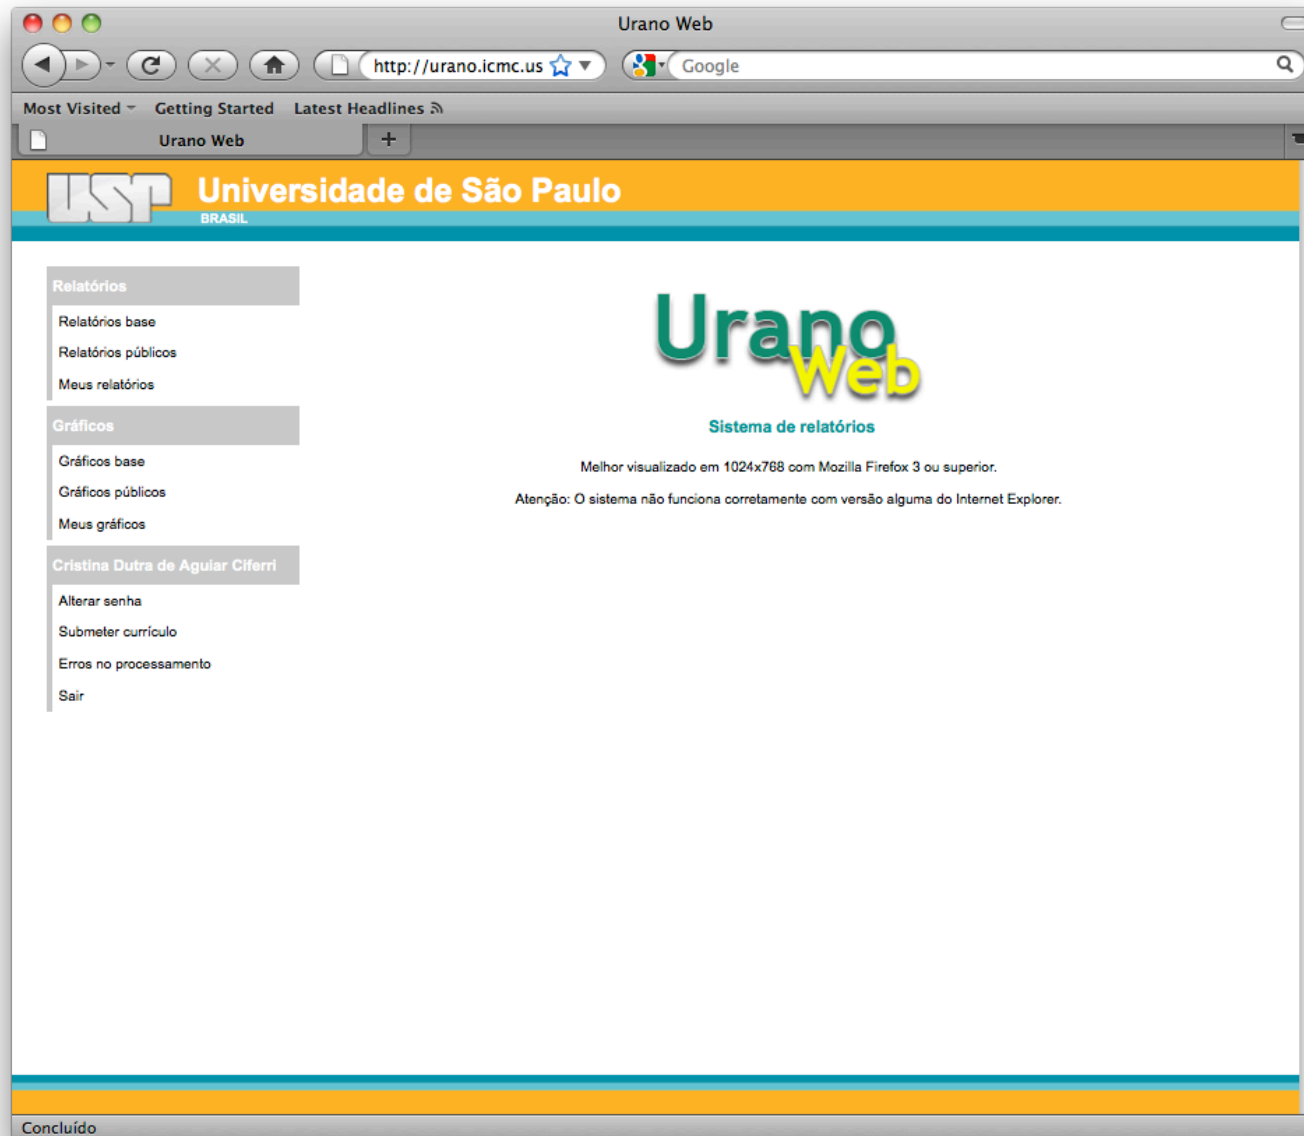 Urano Web
http://urano.icmc.us
Google
Most Visited
Getting Started
Latest Headlines
Urano Web
USP
Universidade de São Paulo
BRASIL
Relatórios
Relatórios base
Relatórios públicos
Meus relatórios
Gráficos
Gráficos base
Gráficos públicos
Meus gráficos
Cristina Dutra de Aguiar Ciferri
Alterar senha
Submeter currículo
Erros no processamento
Sair
Urano
Web
Sistema de relatórios
Melhor visualizado em 1024x768 com Mozilla Firefox 3 ou superior.
Atenção: O sistema não funciona corretamente com versão alguma do Internet Explorer.
Concluído